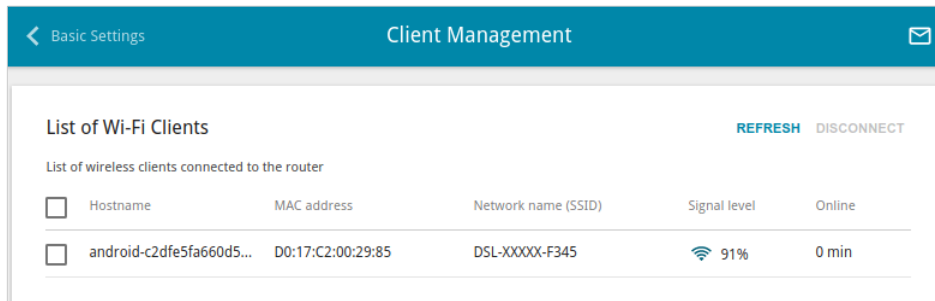 Basic Settings Client Management
List of Wi-Fi Clients REFRESH DISCONNECT
List of wireless clients connected to the router
Hostname MAC address Network name (SSID) Signal level Online
android-c2dfe5fa660d5... D0:17:C2:00:29:85 DSL-XXXXX-F345 91% 0 min